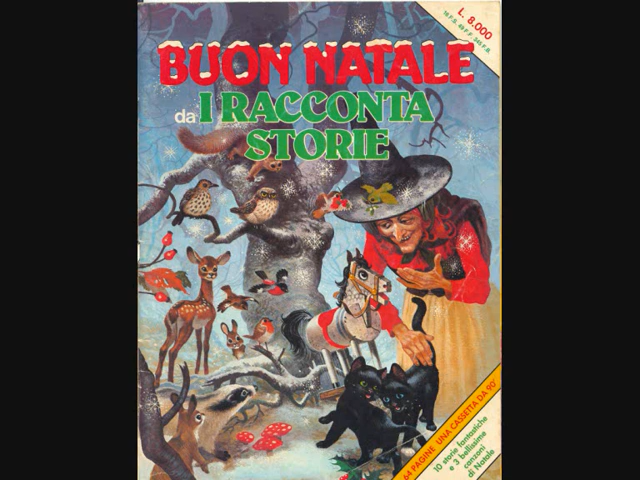 L. 8.000
BUON NATALE
da I RACCONTA
STORIE
64 PAGINE UNA CASSETTA DA 90'
10 storie fantastiche
e 3 bellissime
canzoni
di Natale